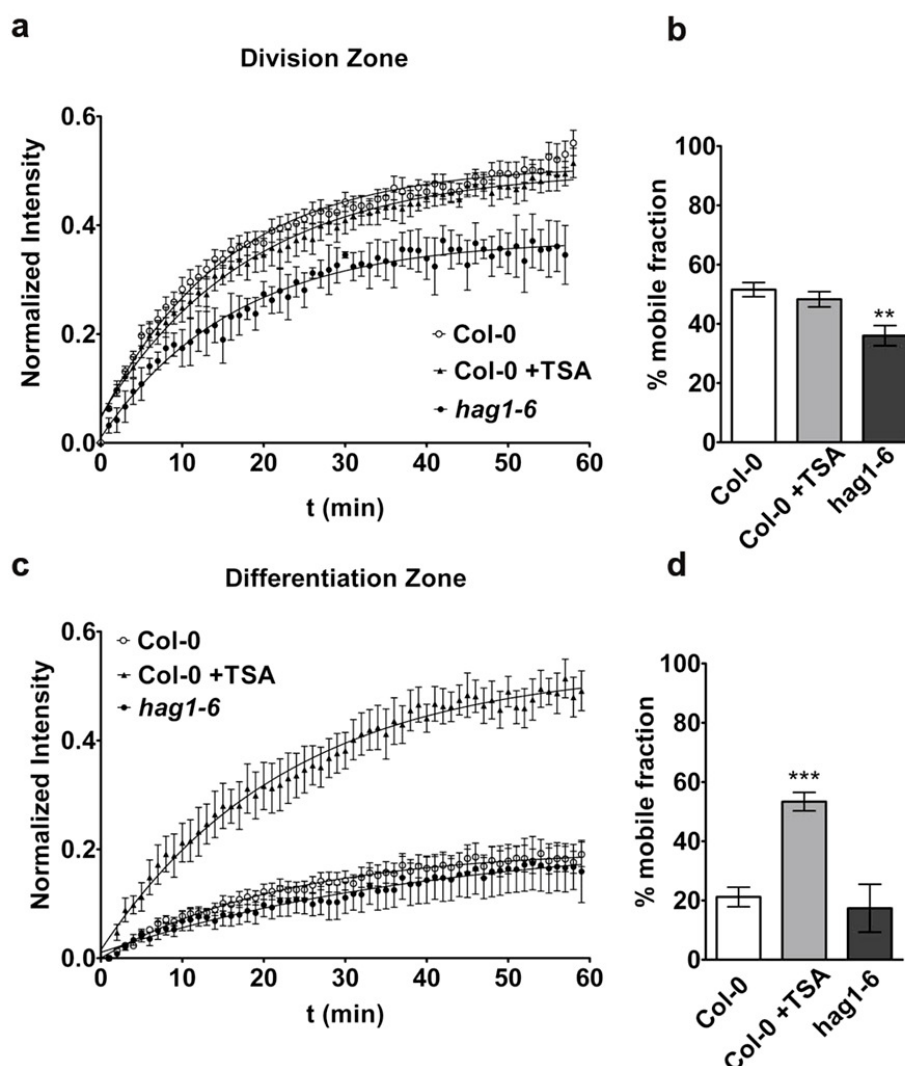 a
Division Zone
0.6
0.4
0.2
0.0
Normalized Intensity
0 10 20 30 40 50 60
t (min)
Col-0
Col-0 +TSA
hag1-6
b
100
80
60
40
20
0
% mobile fraction
**
Col-0
Col-0 +TSA
hag1-6
c
Differentiation Zone
0.6
0.4
0.2
0.0
Normalized Intensity
0 10 20 30 40 50 60
t (min)
Col-0
Col-0 +TSA
hag1-6
d
100
80
60
40
20
0
% mobile fraction
***
Col-0
Col-0 +TSA
hag1-6